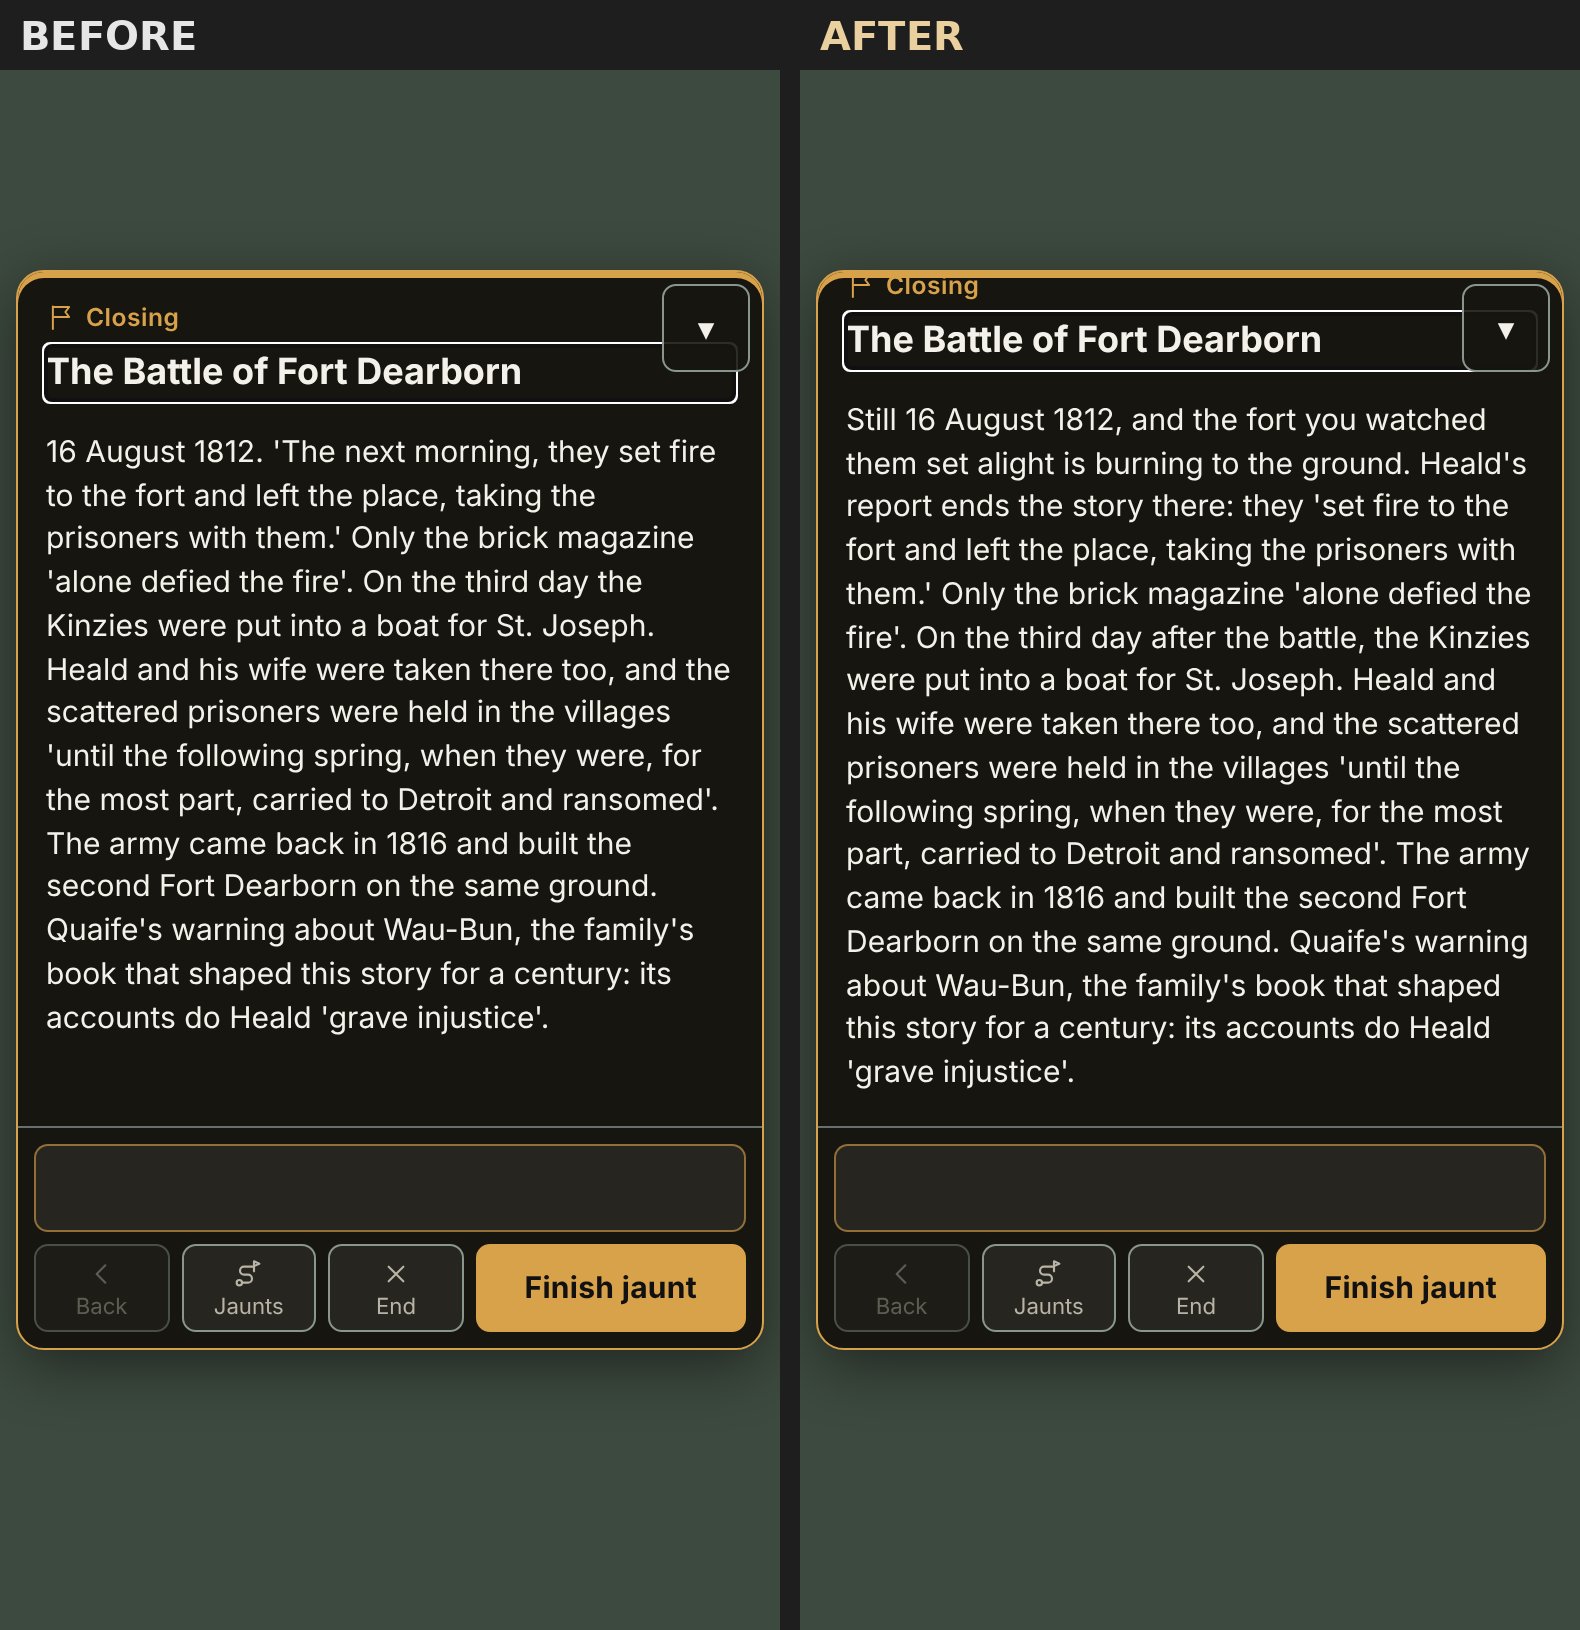 BEFORE
Closing
▼
The Battle of Fort Dearborn
16 August 1812. 'The next morning, they set fire
to the fort and left the place, taking the
prisoners with them.' Only the brick magazine
'alone defied the fire'. On the third day the
Kinzies were put into a boat for St. Joseph.
Heald and his wife were taken there too, and the
scattered prisoners were held in the villages
'until the following spring, when they were, for
the most part, carried to Detroit and ransomed'.
The army came back in 1816 and built the
second Fort Dearborn on the same ground.
Quaife's warning about Wau-Bun, the family's
book that shaped this story for a century: its
accounts do Heald 'grave injustice'.
Back
Jaunts
End
Finish jaunt
AFTER
Closing
▼
The Battle of Fort Dearborn
Still 16 August 1812, and the fort you watched
them set alight is burning to the ground. Heald's
report ends the story there: they 'set fire to the
fort and left the place, taking the prisoners with
them.' Only the brick magazine 'alone defied the
fire'. On the third day after the battle, the Kinzies
were put into a boat for St. Joseph. Heald and
his wife were taken there too, and the scattered
prisoners were held in the villages 'until the
following spring, when they were, for the most
part, carried to Detroit and ransomed'. The army
came back in 1816 and built the second Fort
Dearborn on the same ground. Quaife's warning
about Wau-Bun, the family's book that shaped
this story for a century: its accounts do Heald
'grave injustice'.
Back
Jaunts
End
Finish jaunt